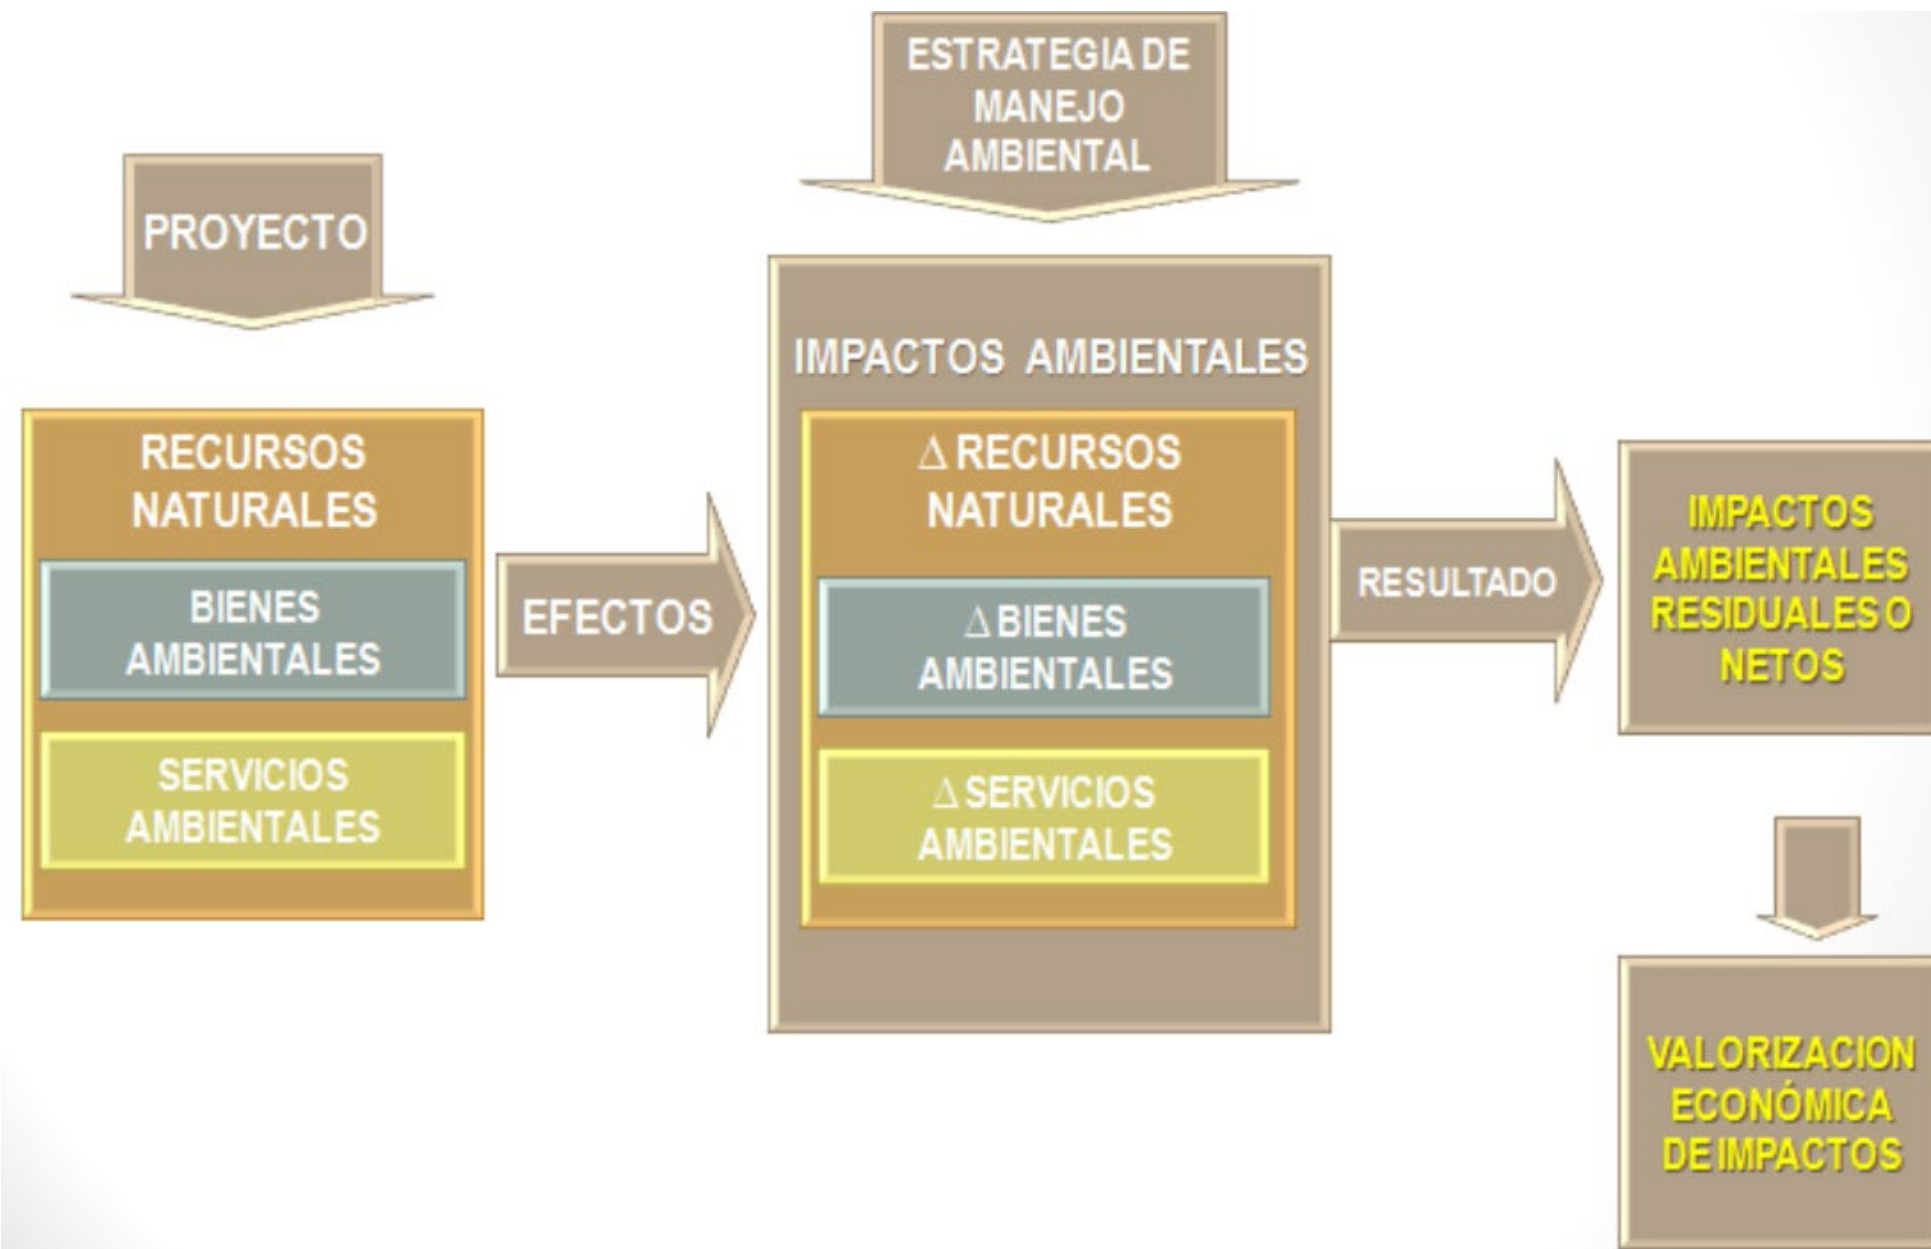 PROYECTO
RECURSOS
NATURALES
BIENES
AMBIENTALES
SERVICIOS
AMBIENTALES
EFECTOS
ESTRATEGIA DE
MANEJO
AMBIENTAL
IMPACTOS AMBIENTALES
Δ RECURSOS
NATURALES
Δ BIENES
AMBIENTALES
Δ SERVICIOS
AMBIENTALES
RESULTADO
IMPACTOS
AMBIENTALES
RESIDUALES O
NETOS
VALORIZACION
ECONÓMICA
DE IMPACTOS